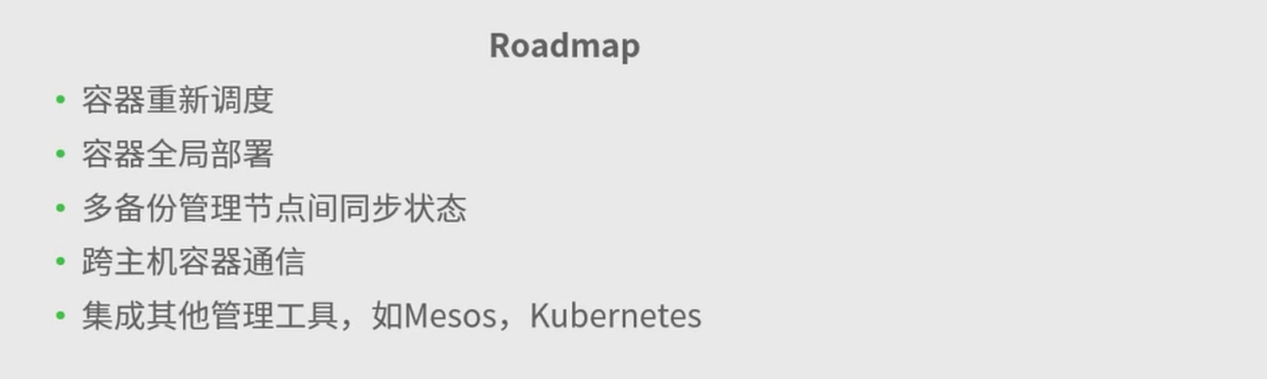 Roadmap
• 容器重新调度
• 容器全局部署
• 多备份管理节点间同步状态
• 跨主机容器通信
• 集成其他管理工具，如Mesos，Kubernetes